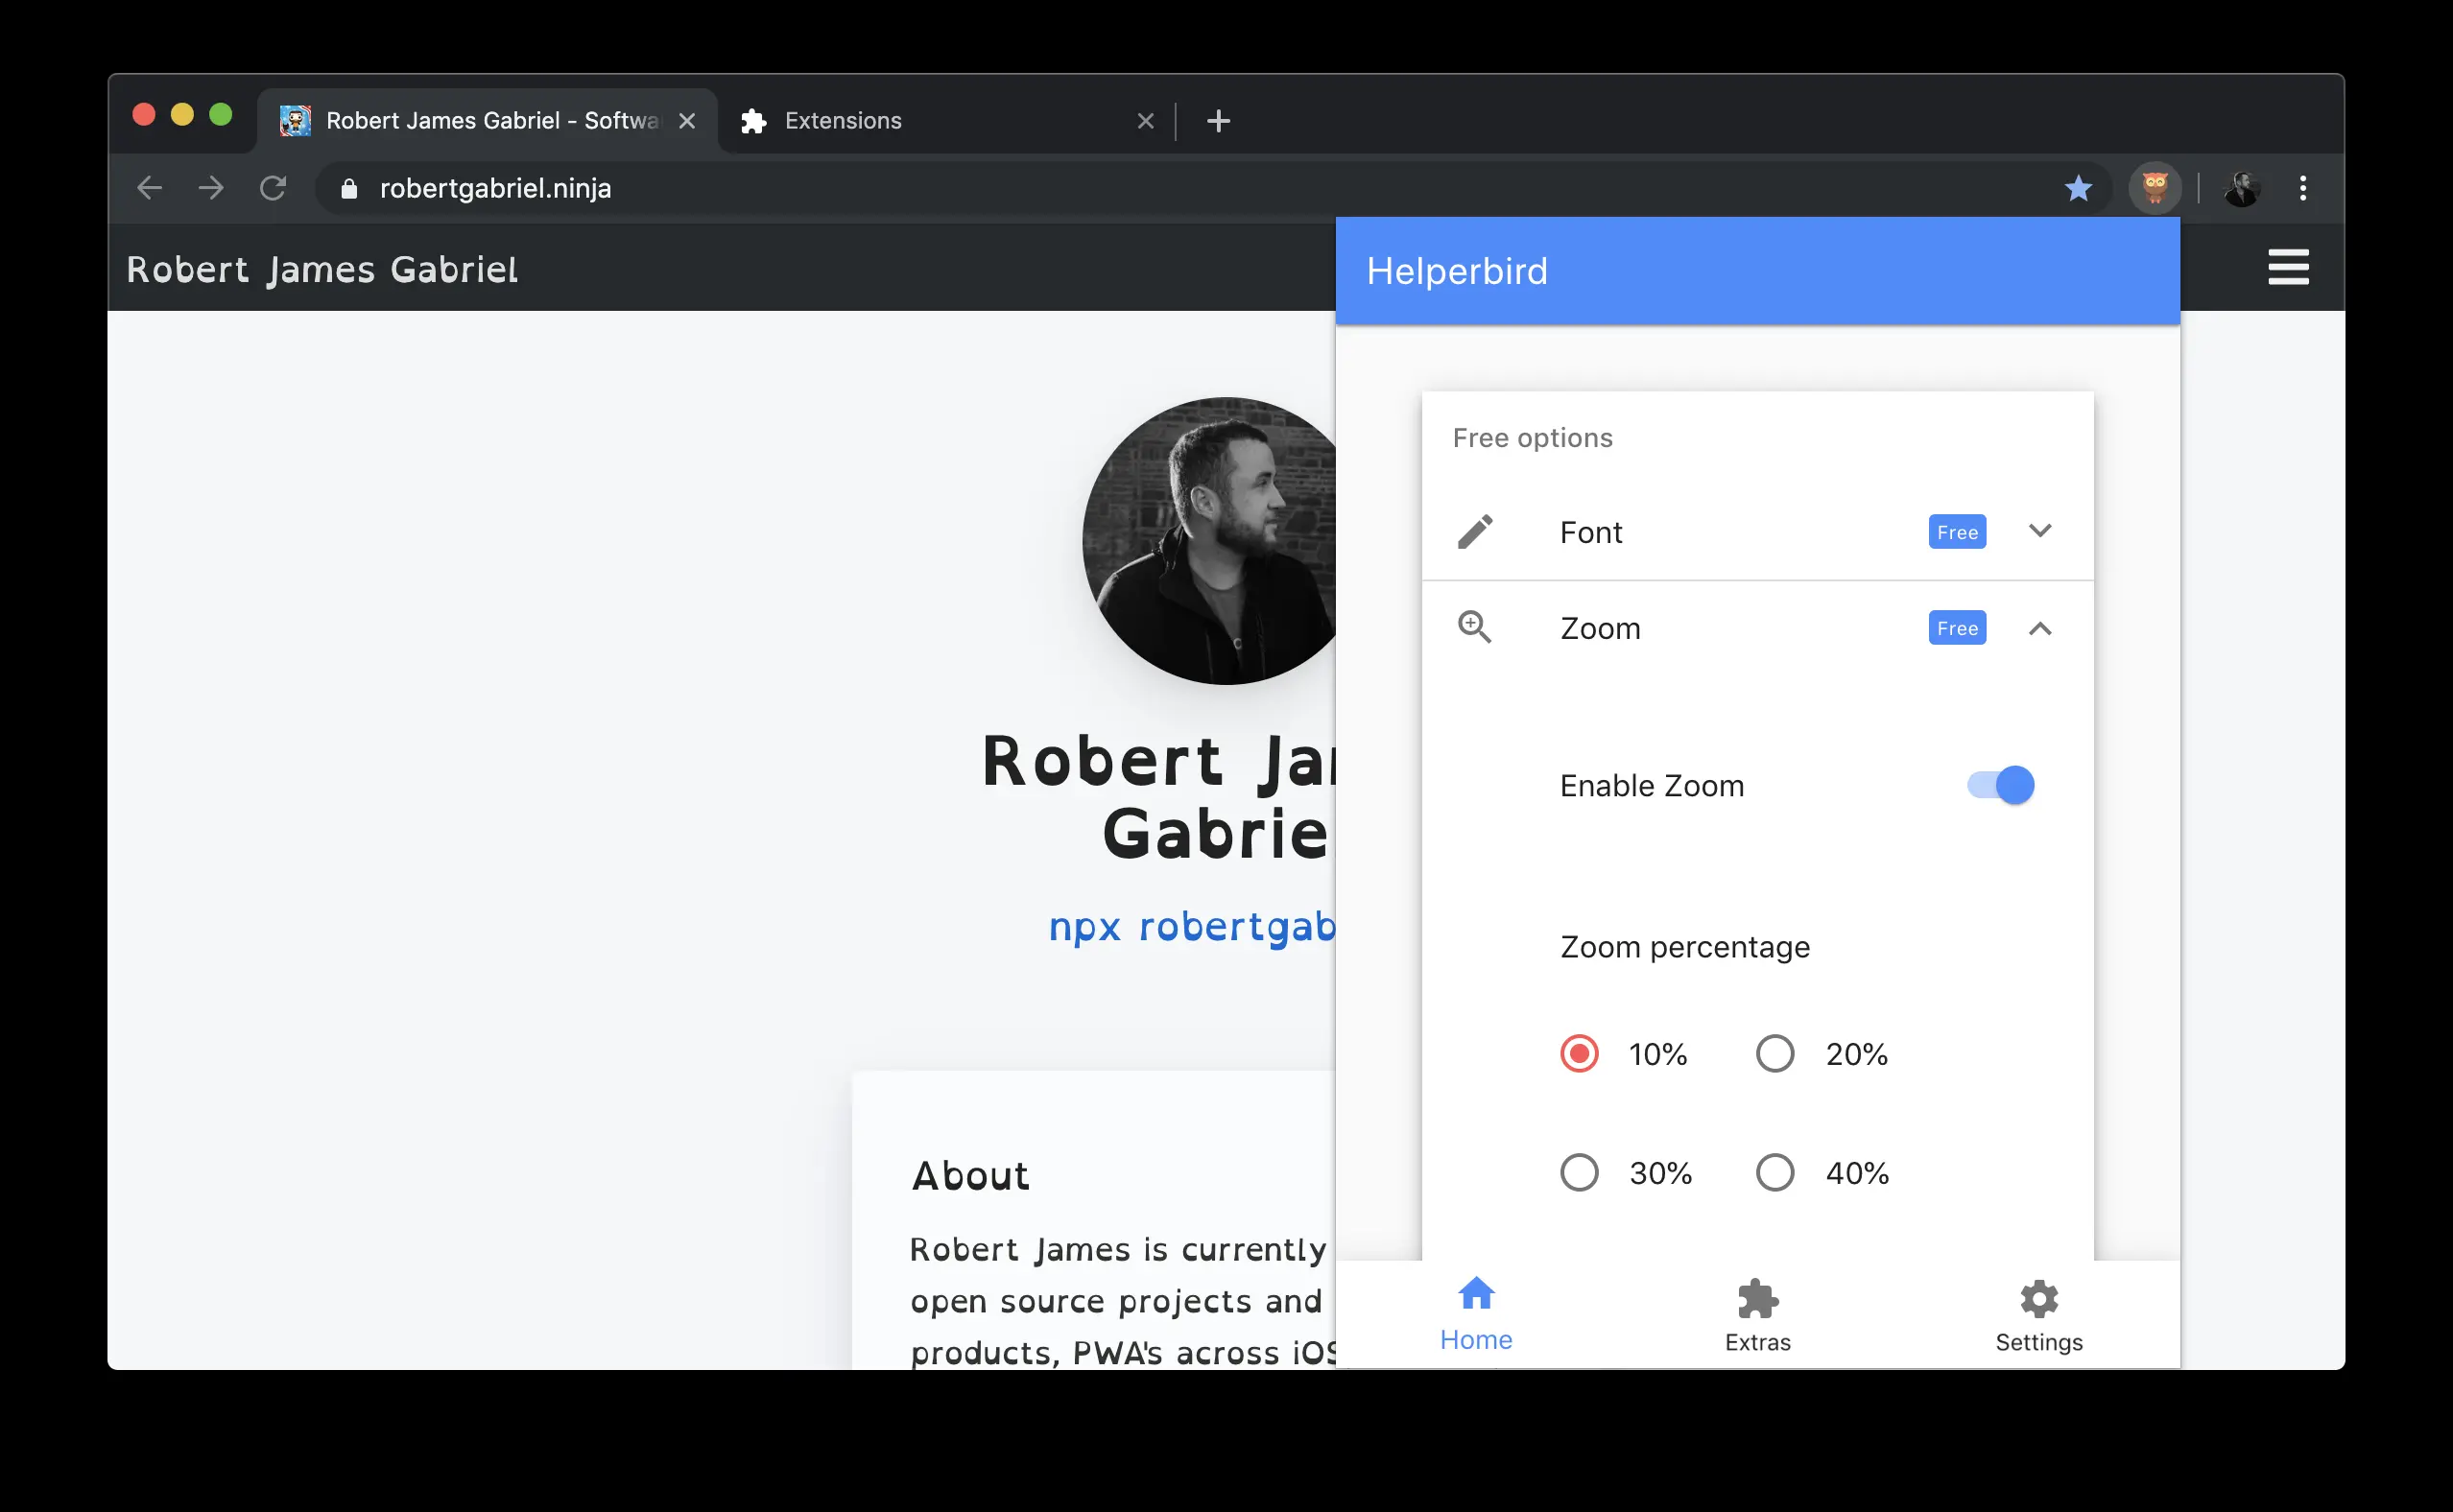 Robert James Gabriel - Softwa
Extensions
robertgabriel.ninja
Robert James Gabriel
Robert Ja
Gabrie
npx robertgab
About
Robert James is currently
open source projects and
products, PWA's across iOS
Helperbird
Free options
Font
Free
Zoom
Free
Enable Zoom
Zoom percentage
10%
20%
30%
40%
Home
Extras
Settings